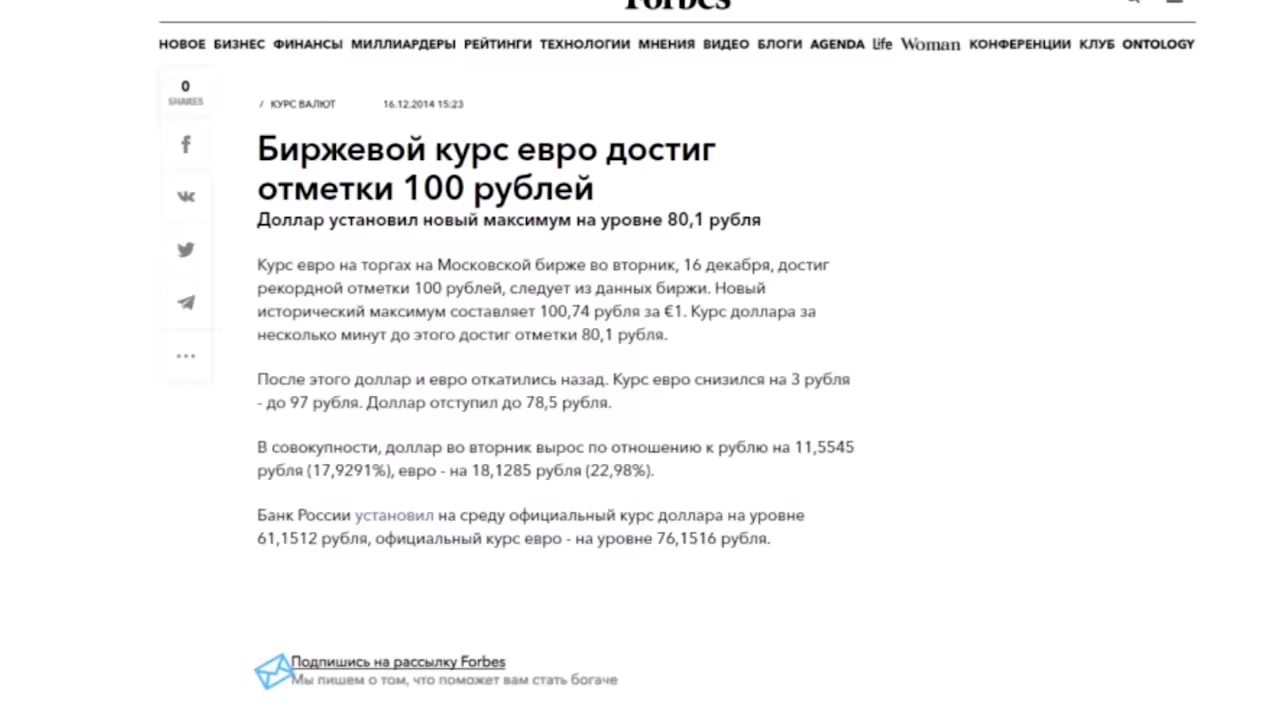 Forbes
НОВОЕ БИЗНЕС ФИНАНСЫ МИЛЛИАРДЕРЫ РЕЙТИНГИ ТЕХНОЛОГИИ МНЕНИЯ ВИДЕО БЛОГИ AGENDA Life Woman КОНФЕРЕНЦИИ КЛУБ ONTOLOGY
0
SHARES
/ КУРС ВАЛЮТ 16.12.2014 15:23
Биржевой курс евро достиг
отметки 100 рублей
Доллар установил новый максимум на уровне 80,1 рубля
Курс евро на торгах на Московской бирже во вторник, 16 декабря, достиг
рекордной отметки 100 рублей, следует из данных биржи. Новый
исторический максимум составляет 100,74 рубля за €1. Курс доллара за
несколько минут до этого достиг отметки 80,1 рубля.
После этого доллар и евро откатились назад. Курс евро снизился на 3 рубля
- до 97 рубля. Доллар отступил до 78,5 рубля.
В совокупности, доллар во вторник вырос по отношению к рублю на 11,5545
рубля (17,9291%), евро - на 18,1285 рубля (22,98%).
Банк России установил на среду официальный курс доллара на уровне
61,1512 рубля, официальный курс евро - на уровне 76,1516 рубля.
Подпишись на рассылку Forbes
Мы пишем о том, что поможет вам стать богаче